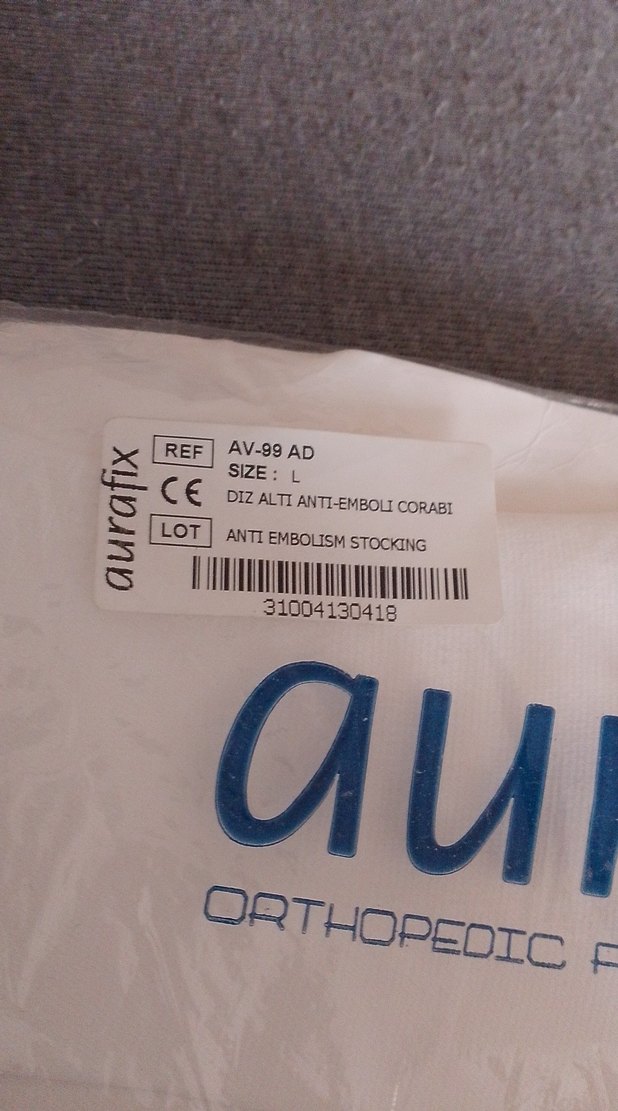 aurafix
REF AV-99 AD
SIZE : L
CE DIZ ALTI ANTI-EMBOLI CORABI
LOT ANTI EMBOLISM STOCKING
31004130418
au
ORTHOPEDIC